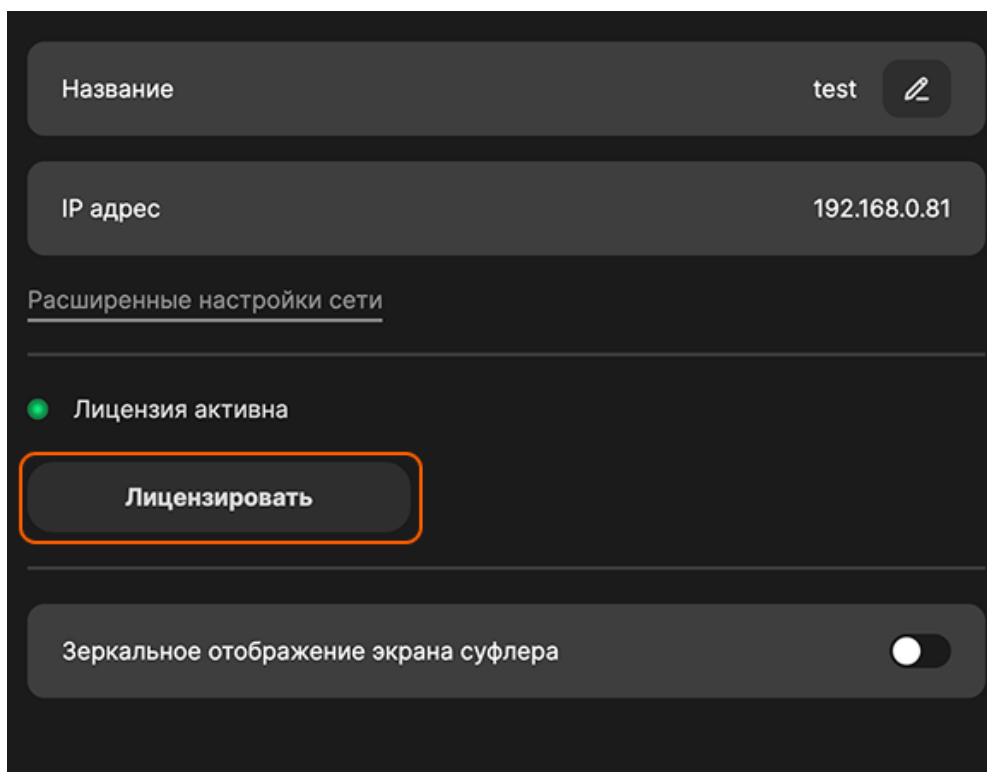 Название
test
IP адрес
192.168.0.81
Расширенные настройки сети
Лицензия активна
Лицензировать
Зеркальное отображение экрана суфлера